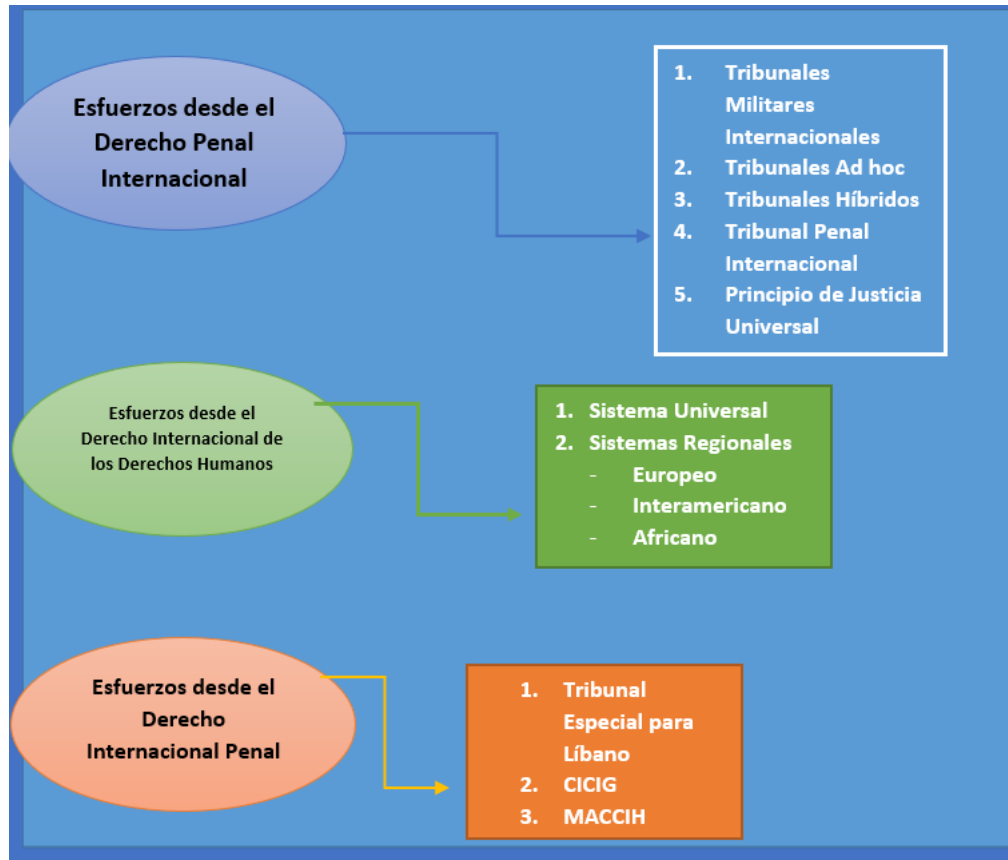 Esfuerzos desde el
Derecho Penal
Internacional
1. Tribunales
Militares
Internacionales
2. Tribunales Ad hoc
3. Tribunales Híbridos
4. Tribunal Penal
Internacional
5. Principio de Justicia
Universal
Esfuerzos desde el
Derecho Internacional de
los Derechos Humanos
1. Sistema Universal
2. Sistemas Regionales
- Europeo
- Interamericano
- Africano
Esfuerzos desde el
Derecho
Internacional Penal
1. Tribunal
Especial para
Líbano
2. CICIG
3. MACCIH